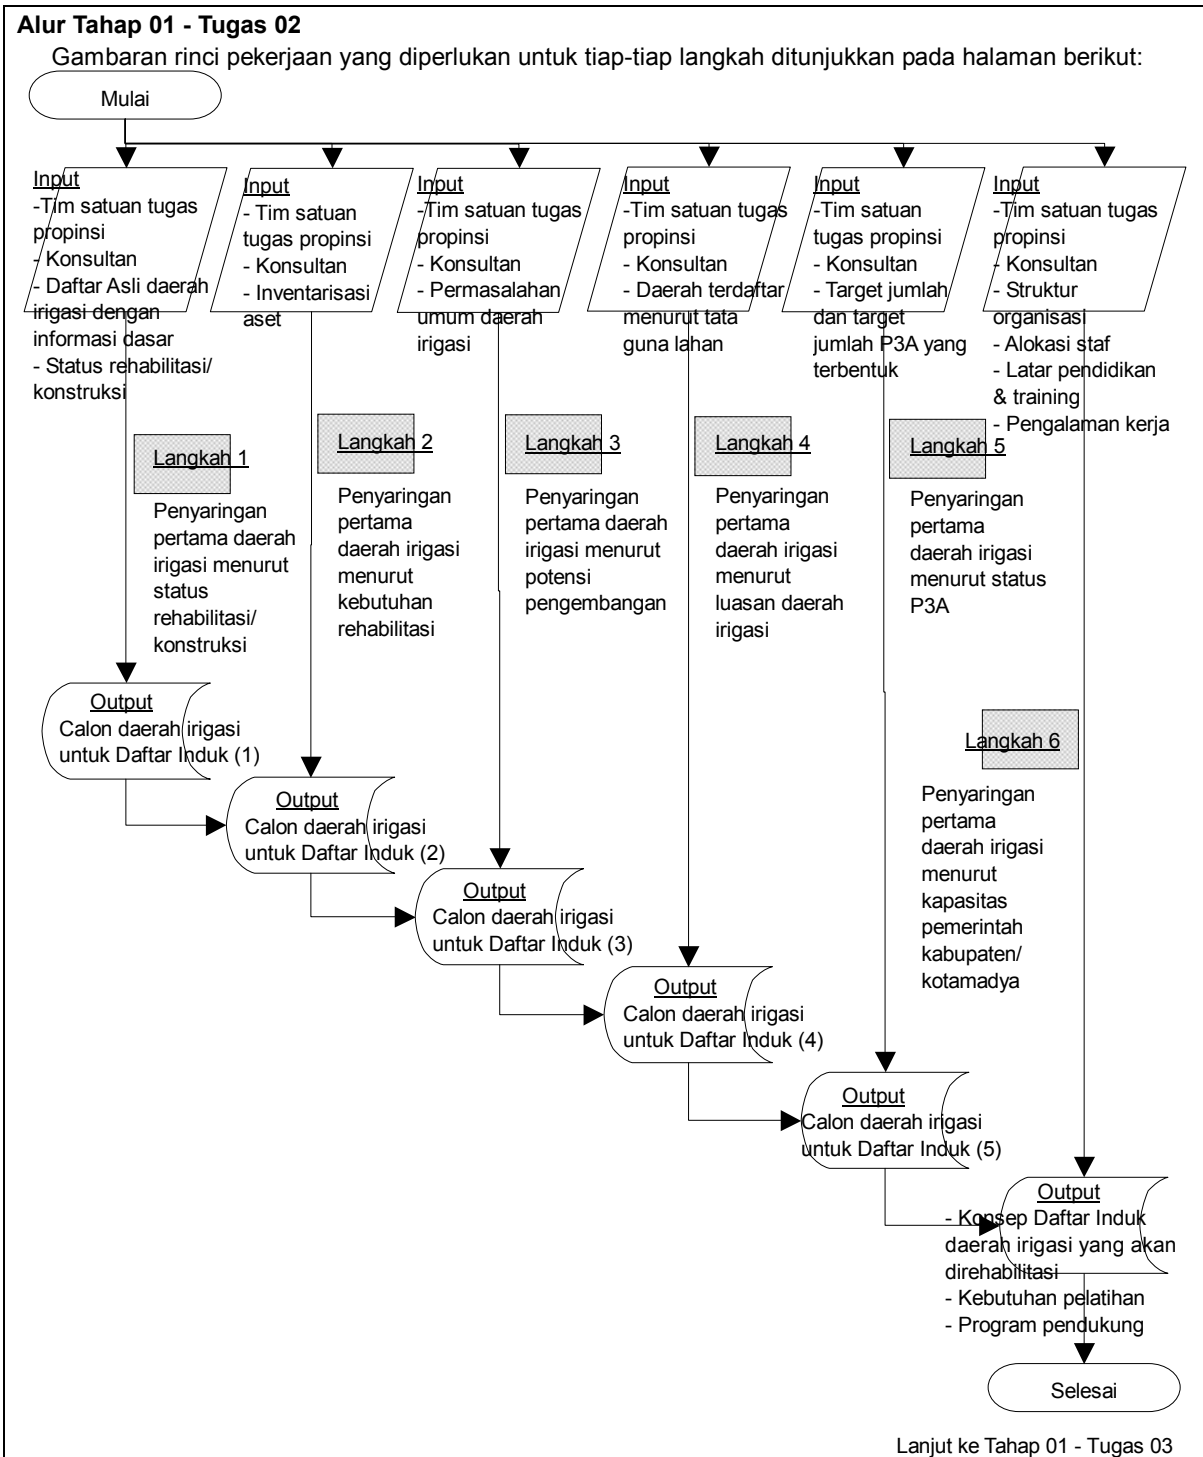 Alur Tahap 01 - Tugas 02
Gambaran rinci pekerjaan yang diperlukan untuk tiap-tiap langkah ditunjukkan pada halaman berikut:
Mulai
Input
-Tim satuan tugas
propinsi
- Konsultan
- Daftar Asli daerah
irigasi dengan
informasi dasar
- Status rehabilitasi/
konstruksi
Input
- Tim satuan
tugas propinsi
- Konsultan
- Inventarisasi
aset
Input
-Tim satuan tugas
propinsi
- Konsultan
- Permasalahan
umum daerah
irigasi
Input
-Tim satuan tugas
propinsi
- Konsultan
- Daerah terdaftar
menurut tata
guna lahan
Input
-Tim satuan
tugas propinsi
- Konsultan
- Target jumlah
dan target
jumlah P3A yang
terbentuk
Input
-Tim satuan tugas
propinsi
- Konsultan
- Struktur
organisasi
- Alokasi staf
- Latar pendidikan
& training
- Pengalaman kerja
Langkah 1
Penyaringan
pertama daerah
irigasi menurut
status
rehabilitasi/
konstruksi
Langkah 2
Penyaringan
pertama
daerah irigasi
menurut
kebutuhan
rehabilitasi
Langkah 3
Penyaringan
pertama daerah
irigasi menurut
potensi
pengembangan
Langkah 4
Penyaringan
pertama
daerah irigasi
menurut
luasan daerah
irigasi
Langkah 5
Penyaringan
pertama
daerah irigasi
menurut status
P3A
Langkah 6
Penyaringan
pertama
daerah irigasi
menurut
kapasitas
pemerintah
kabupaten/
kotamadya
Output
Calon daerah irigasi
untuk Daftar Induk (1)
Output
Calon daerah irigasi
untuk Daftar Induk (2)
Output
Calon daerah irigasi
untuk Daftar Induk (3)
Output
Calon daerah irigasi
untuk Daftar Induk (4)
Output
Calon daerah irigasi
untuk Daftar Induk (5)
Output
- Konsep Daftar Induk
daerah irigasi yang akan
direhabilitasi
- Kebutuhan pelatihan
- Program pendukung
Selesai
Lanjut ke Tahap 01 - Tugas 03